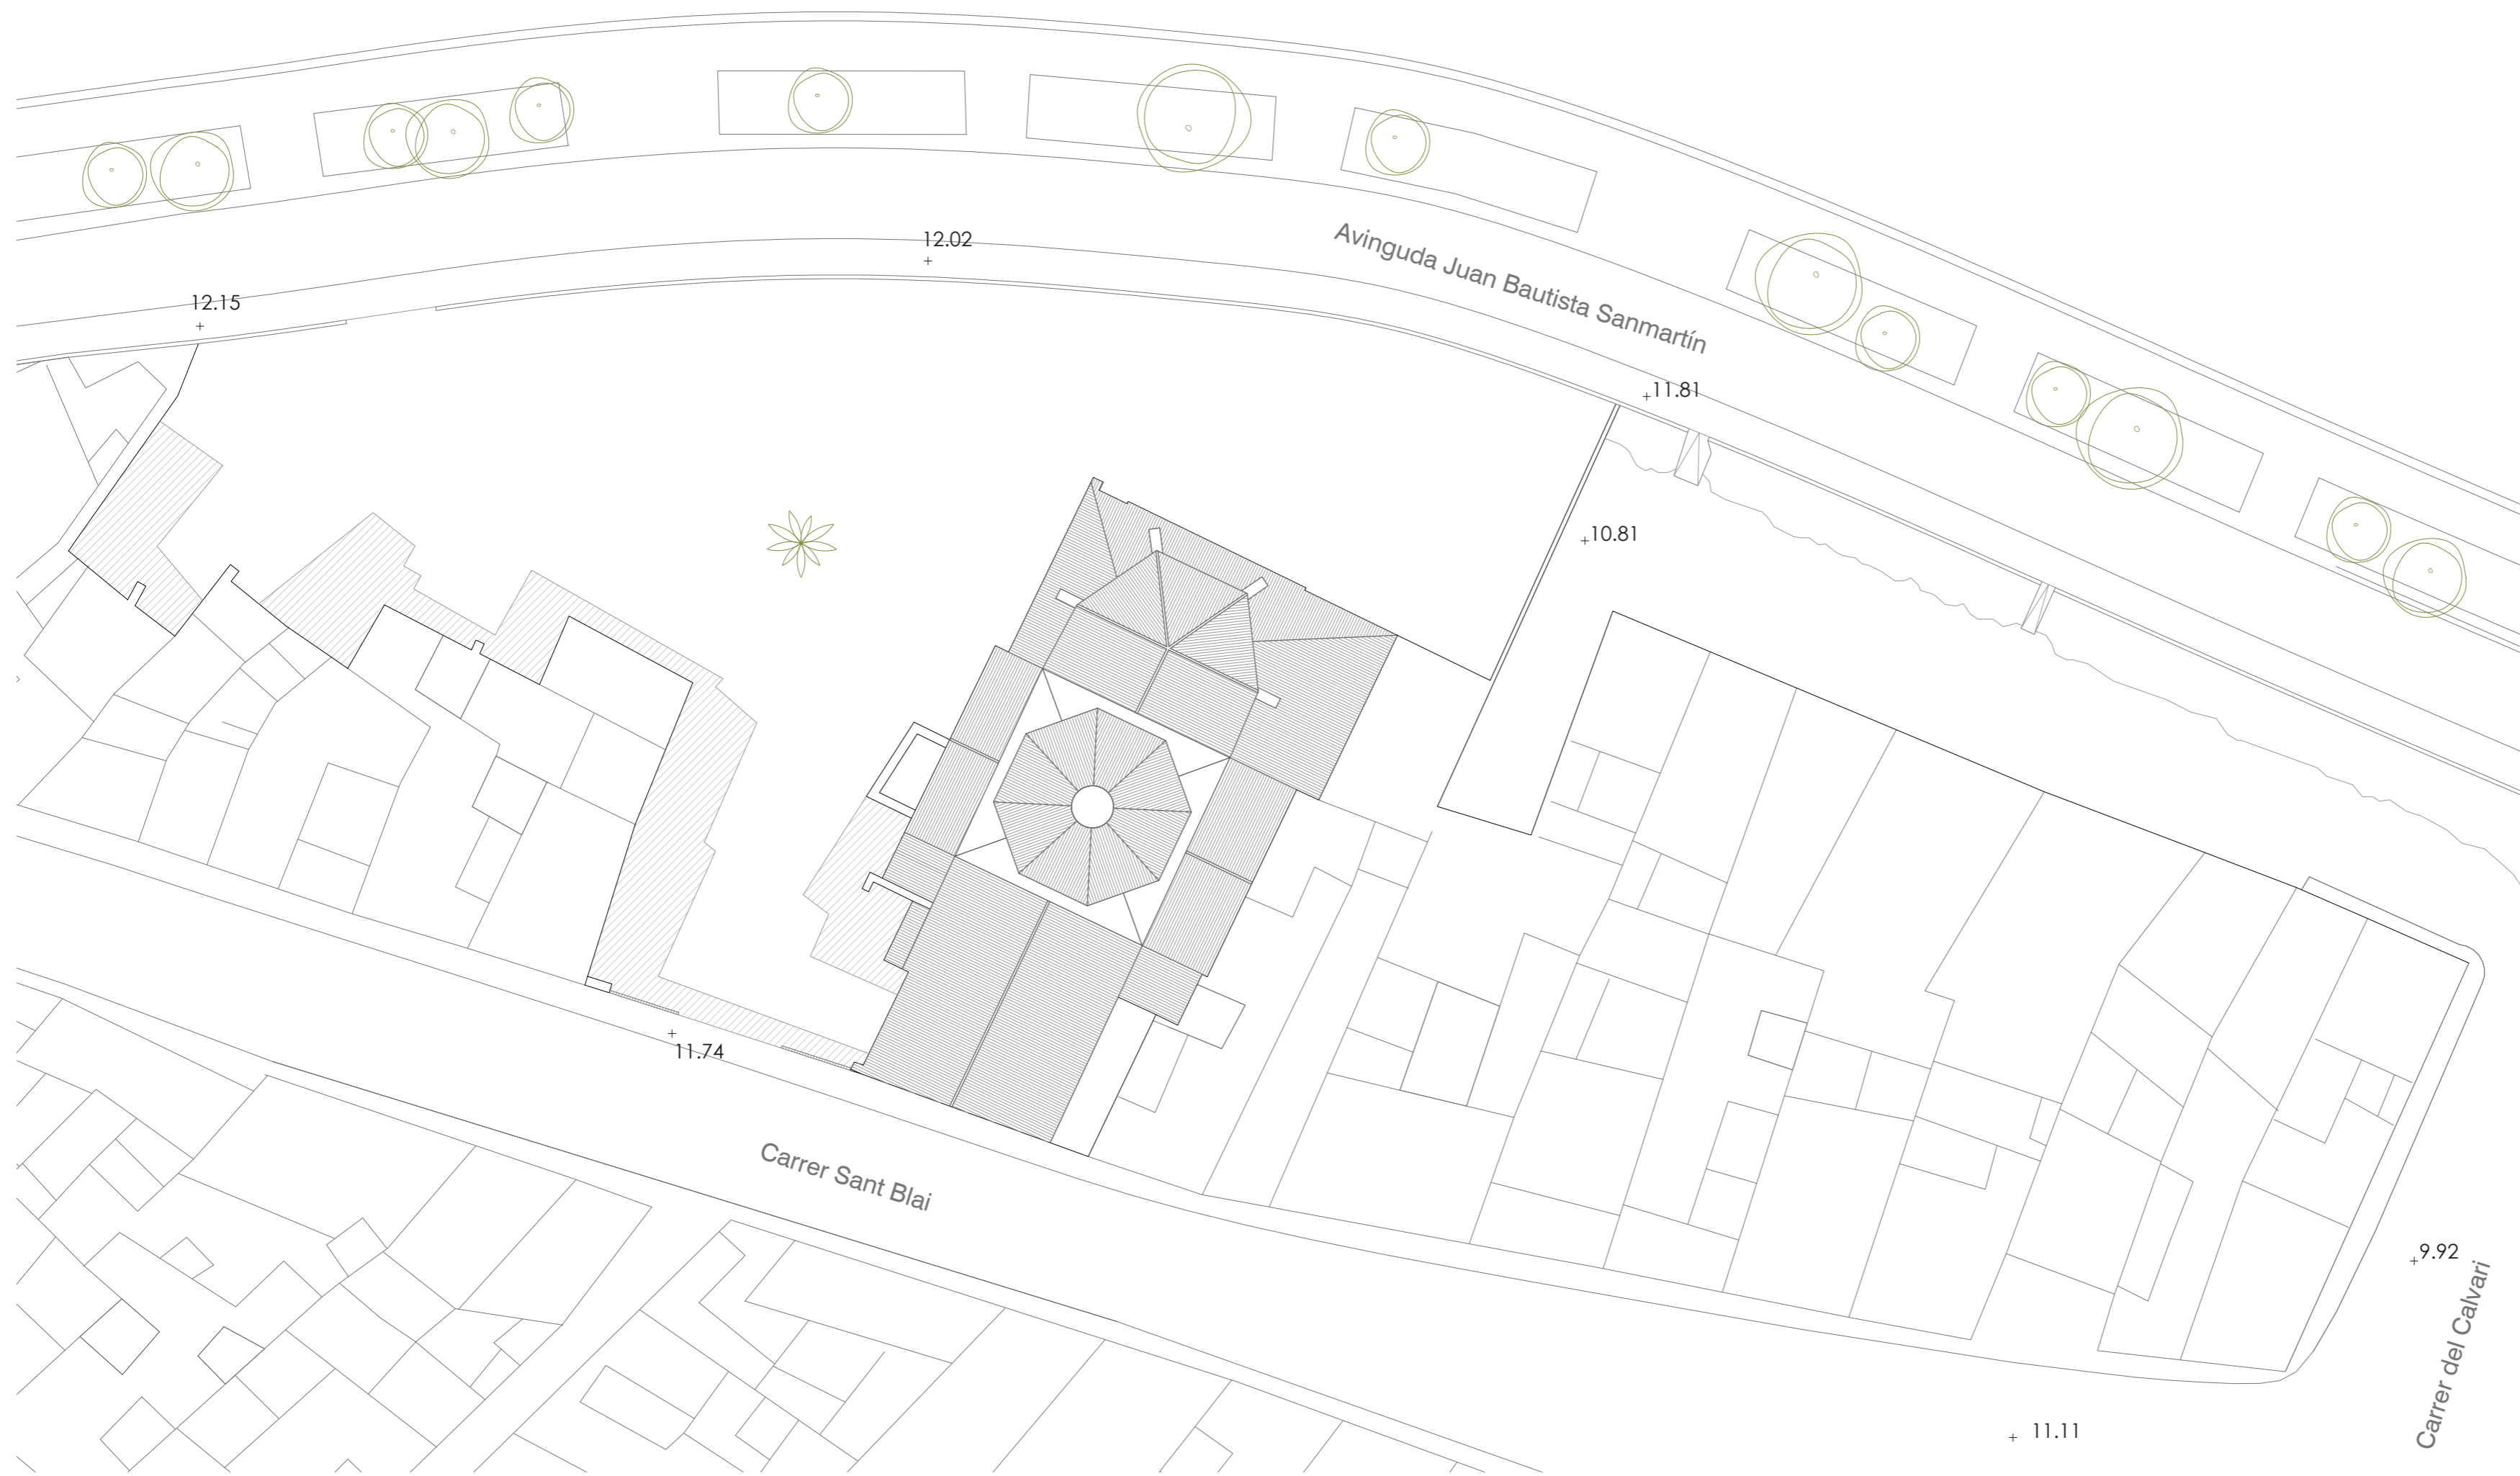 12.02
Avinguda Juan Bautista Sanmartín
12.15
11.81
10.81
11.74
Carrer Sant Blai
9.92
Carrer del Calvari
11.11